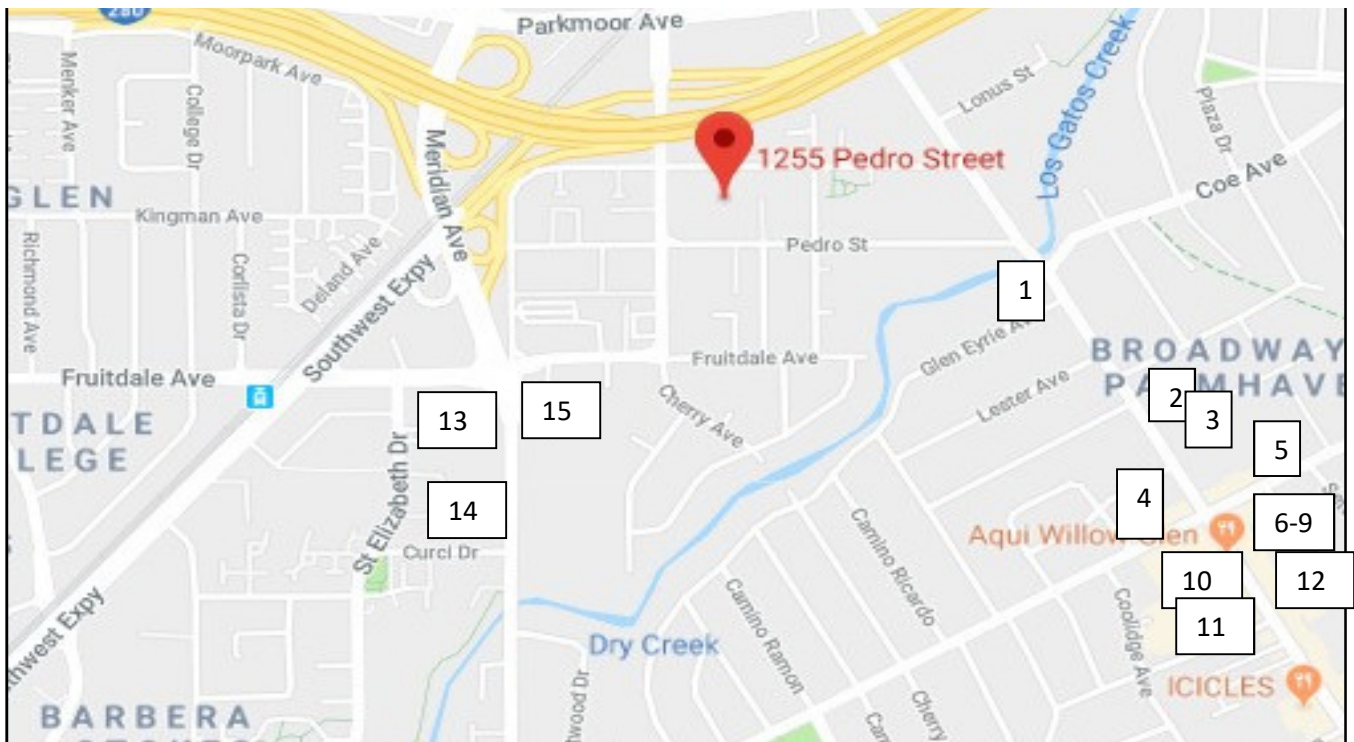 280
Parkmoor Ave
Moorpark Ave
Menker Ave
College Dr
Lonus St
Los Gatos Creek
Plaza Dr
Meridian Ave
1255 Pedro Street
Coe Ave
GLEN
Kingman Ave
Richmond Ave
Corlista Dr
Deland Ave
Southwest Expy
Pedro St
1
Glen Eyrie Ave
BROADWAY
Fruitdale Ave
Fruitdale Ave
Lester Ave
2
3
Cherry Ave
13
15
TDALE
LEGE
St Elizabeth Dr
5
4
14
Aqui Willow Glen
6-9
Curci Dr
Camino Ricardo
10
12
11
Coolidge Ave
Camino Ramon
Dry Creek
thwest Expy
twood Dr
Cherry
ICICLES
BARBERA